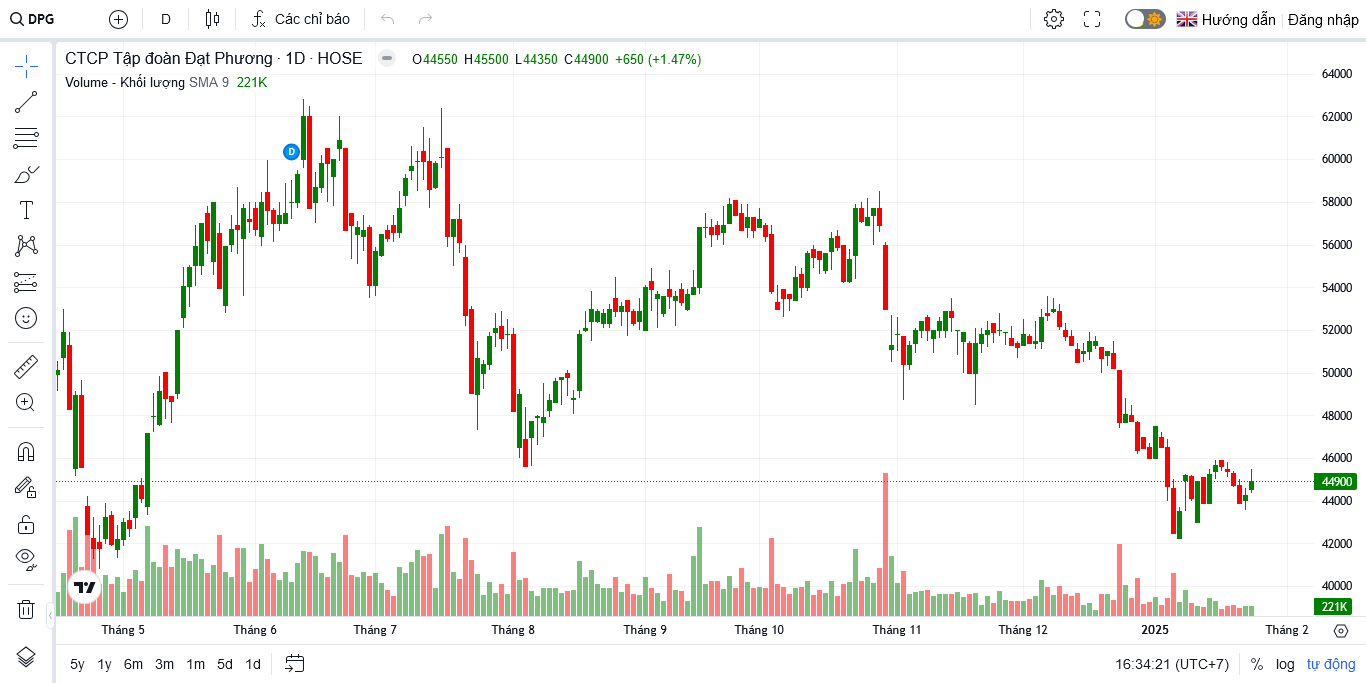 DPG D Các chỉ báo Hướng dẫn Đăng nhập
CTCP Tập đoàn Đạt Phương · 1D · HOSE O44550 H45500 L44350 C44900 +650 (+1.47%)
Volume - Khối lượng SMA 9 221K
64000
62000
60000
D
58000
56000
54000
52000
50000
48000
46000
44900
44000
42000
40000
221K
Tháng 5 Tháng 6 Tháng 7 Tháng 8 Tháng 9 Tháng 10 Tháng 11 Tháng 12 2025 Tháng 2
5y 1y 6m 3m 1m 5d 1d 16:34:21 (UTC+7) % log tự động